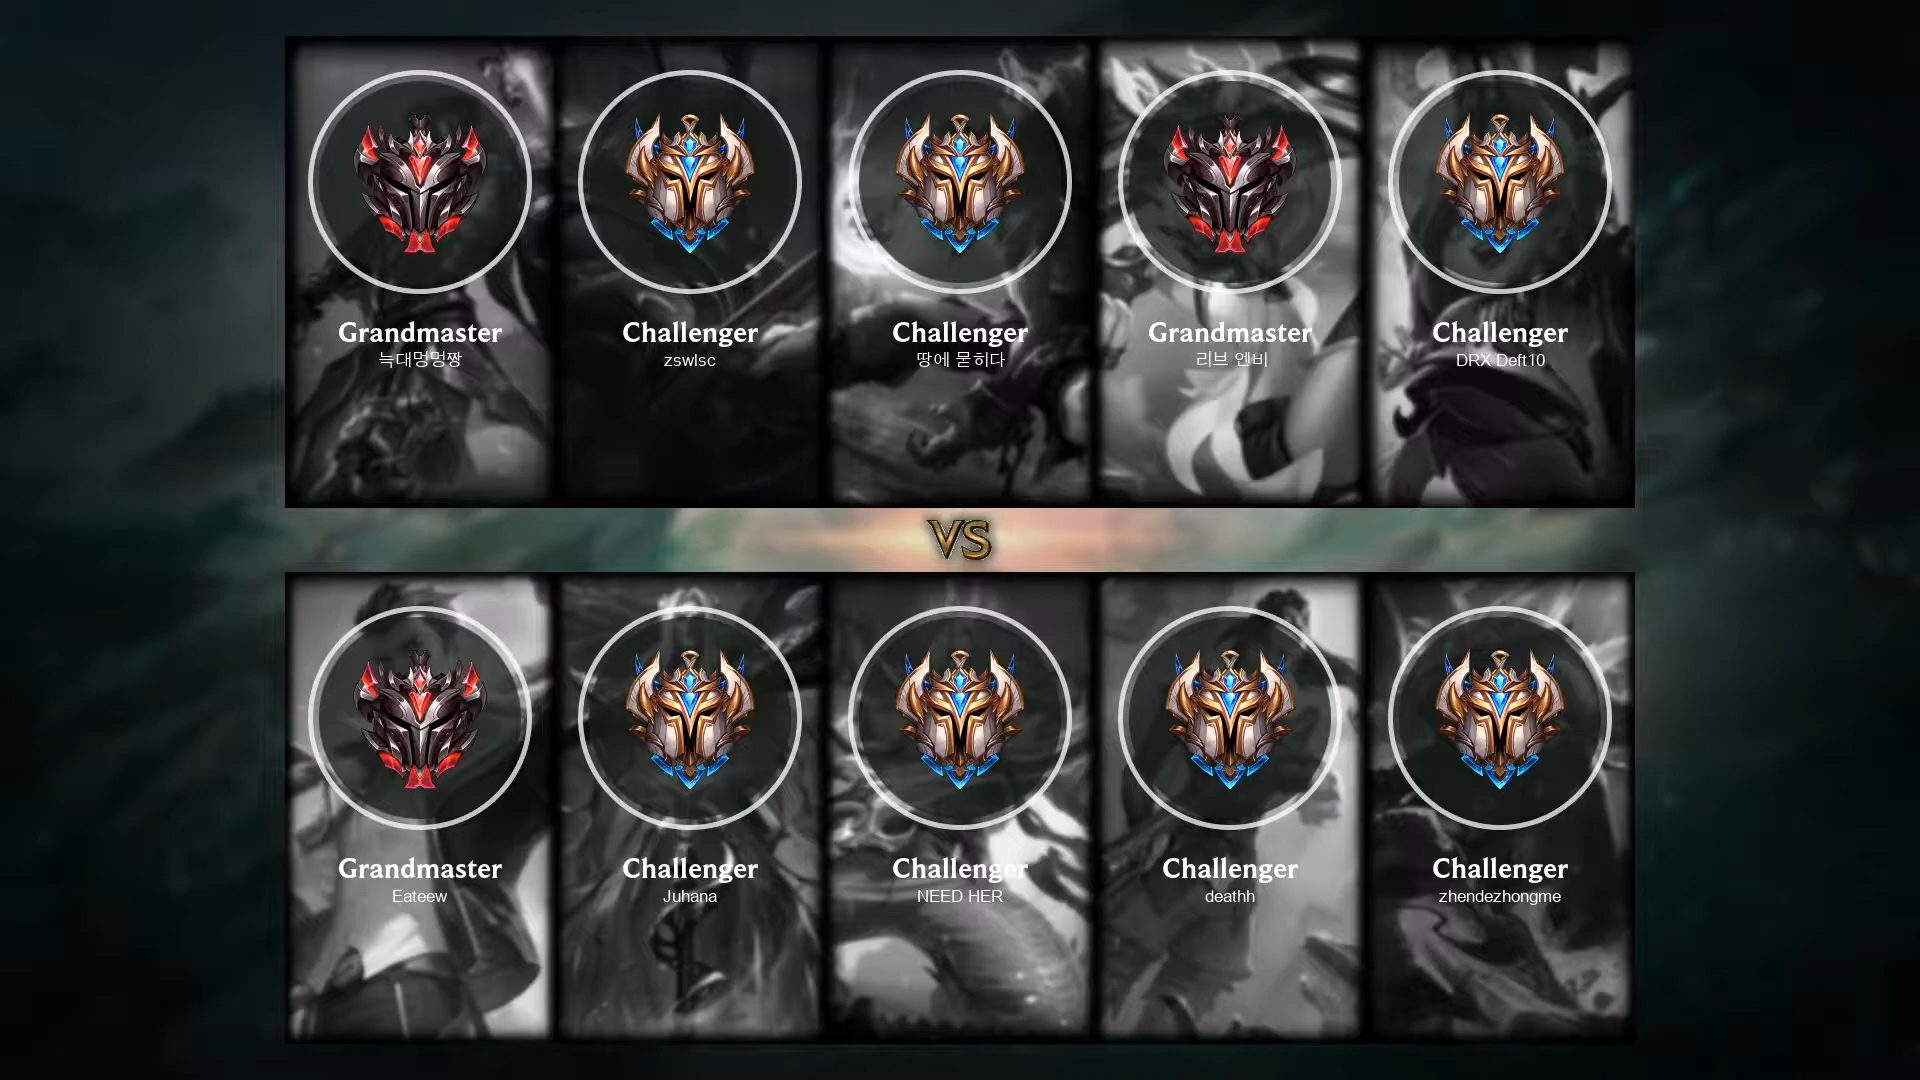 Grandmaster
늑대멍멍짱
Challenger
zswlsc
Challenger
땅에 묻히다
Grandmaster
리브 엔비
Challenger
DRX Deft10
VS
Grandmaster
Eateew
Challenger
Juhana
Challenger
NEED HER
Challenger
deathh
Challenger
zhendezhongme